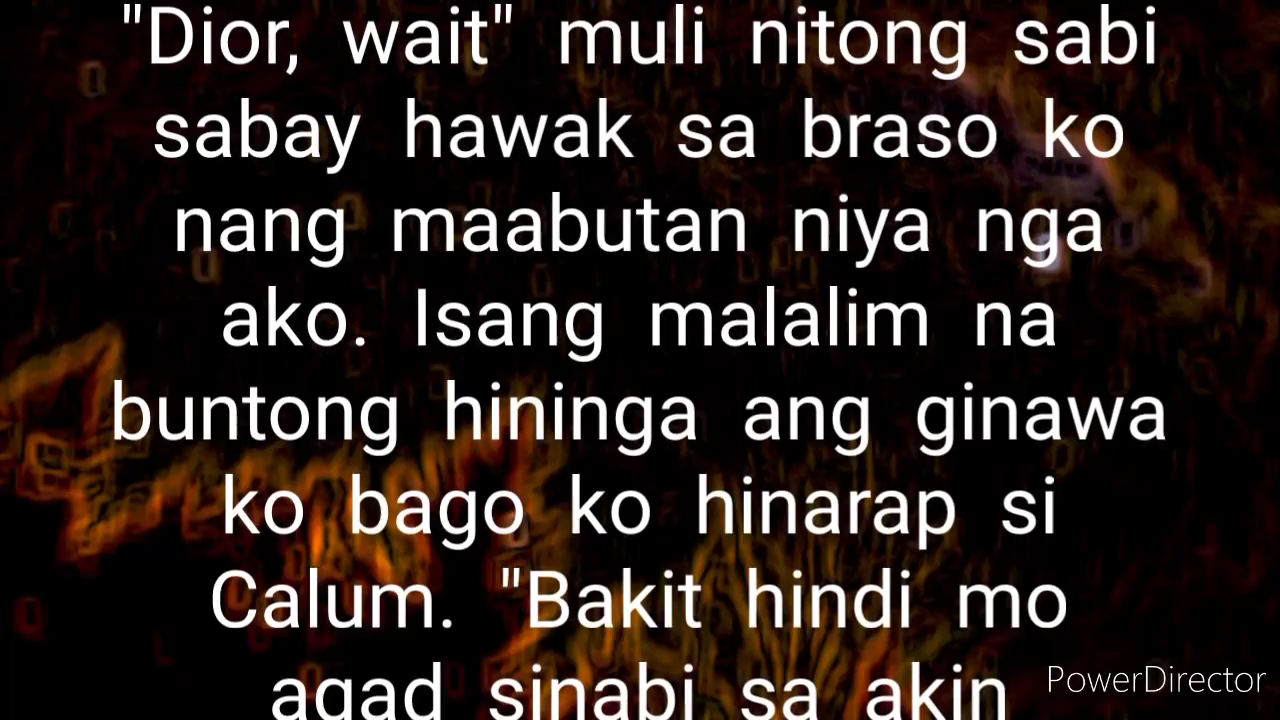 "Dior, wait" muli nitong sabi
sabay hawak sa braso ko
nang maabutan niya nga
ako. Isang malalim na
buntong hininga ang ginawa
ko bago ko hinarap si
Calum. "Bakit hindi mo
agad sinabi sa akin
PowerDirector